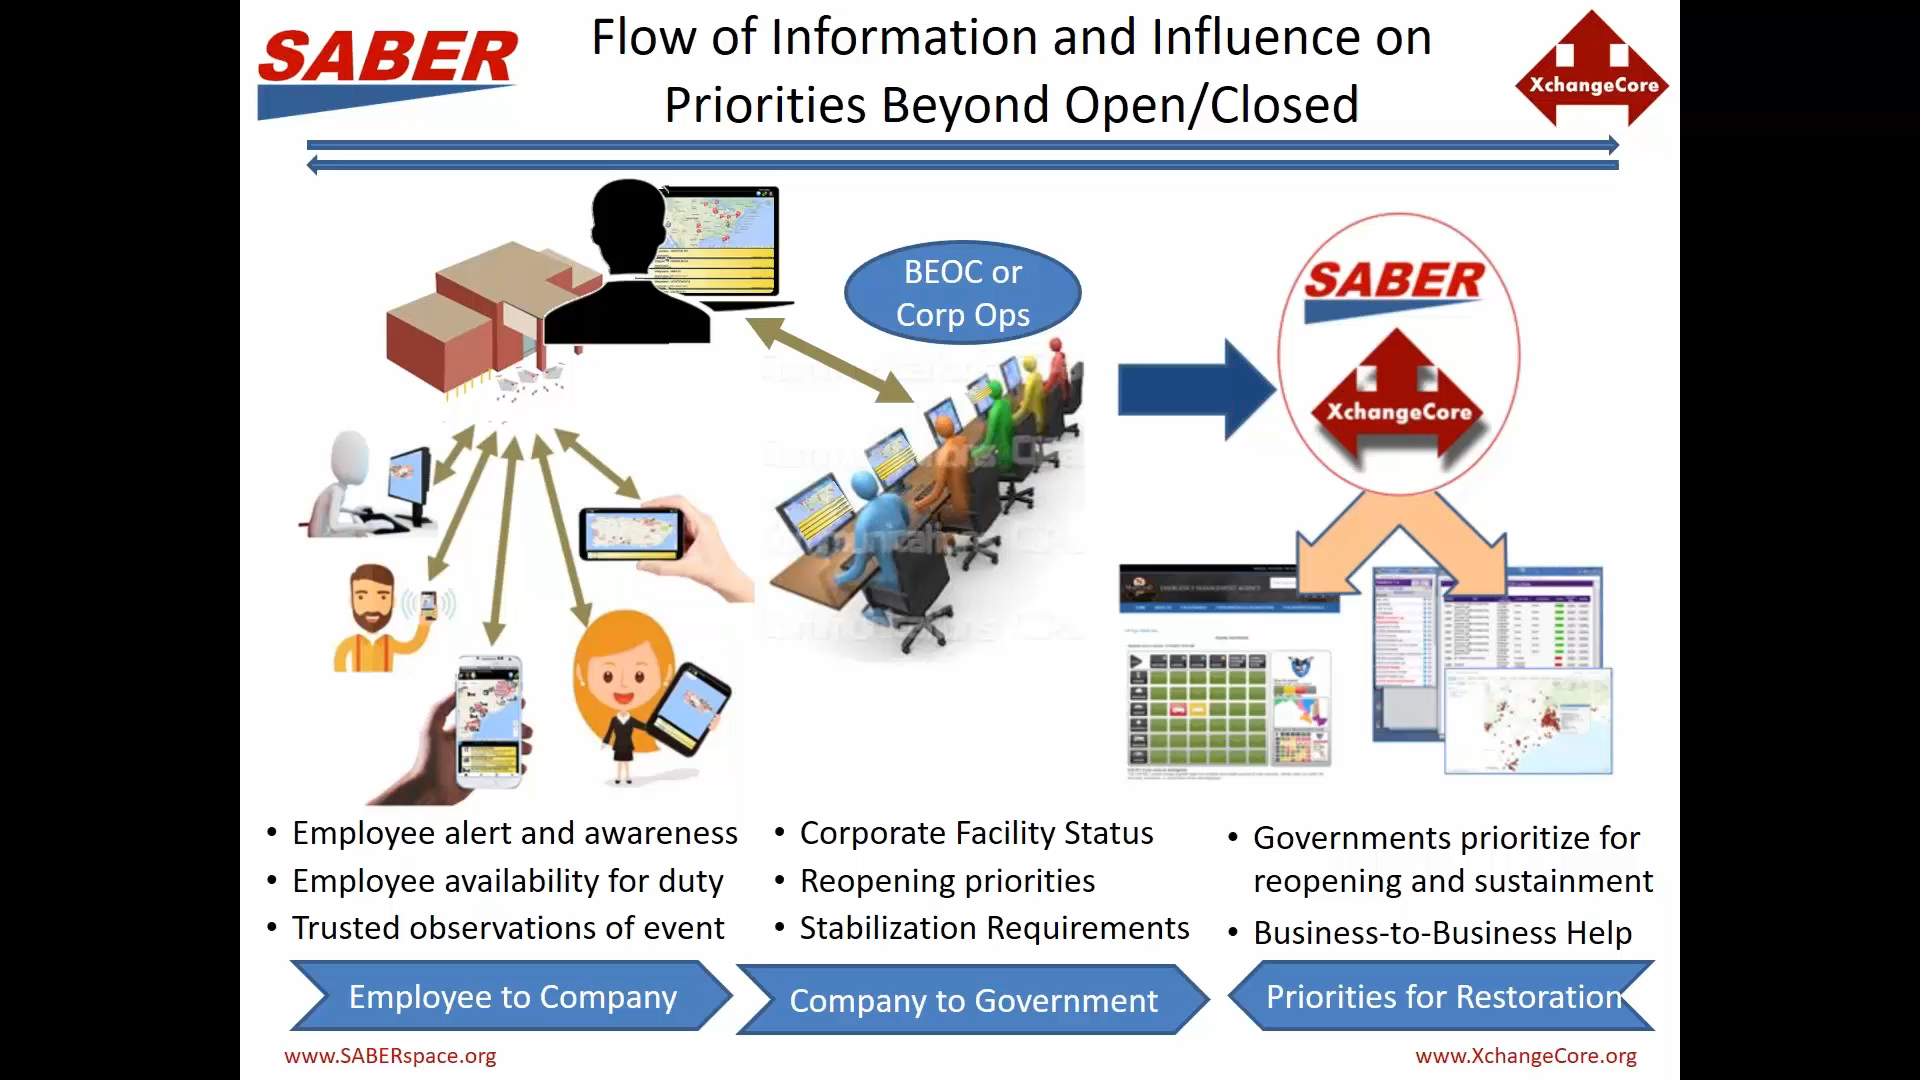 SABER
Flow of Information and Influence on
Priorities Beyond Open/Closed
XchangeCore
BEOC or
Corp Ops
SABER
XchangeCore
• Employee alert and awareness
• Employee availability for duty
• Trusted observations of event
• Corporate Facility Status
• Reopening priorities
• Stabilization Requirements
• Governments prioritize for
reopening and sustainment
• Business-to-Business Help
Employee to Company
Company to Government
Priorities for Restoration
www.SABERspace.org
www.XchangeCore.org